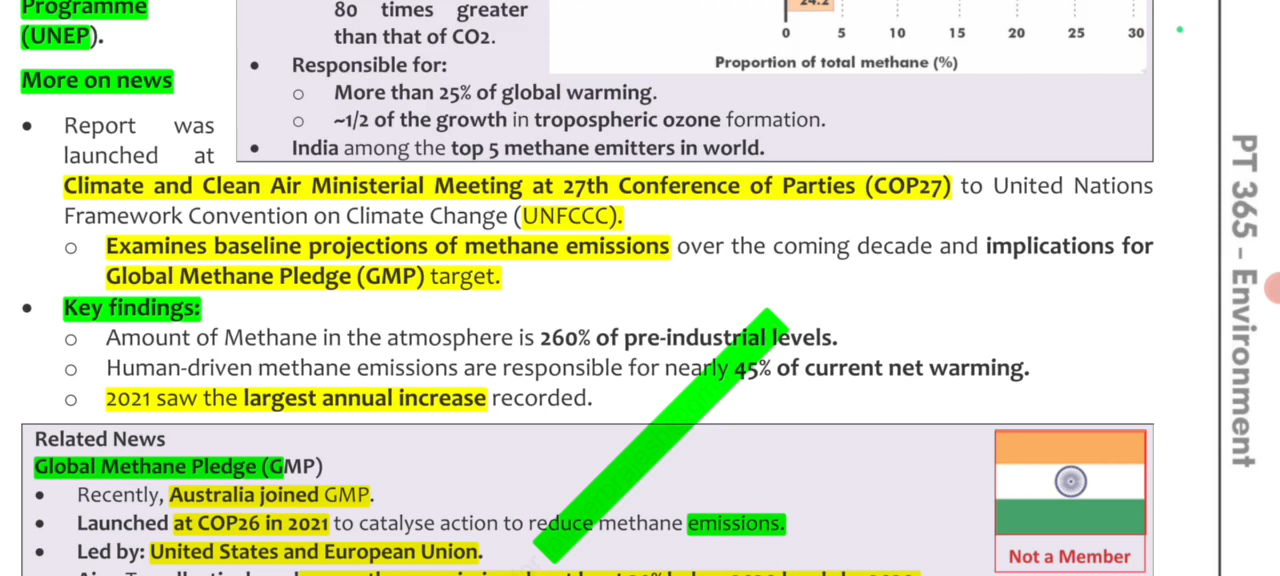 Programme
(UNEP).
More on news
• Report was
launched at
80 times greater
than that of CO2.
• Responsible for:
o More than 25% of global warming.
o ~1/2 of the growth in tropospheric ozone formation.
• India among the top 5 methane emitters in world.
24.2
0 5 10 15 20 25 30
Proportion of total methane (%)
Climate and Clean Air Ministerial Meeting at 27th Conference of Parties (COP27) to United Nations
Framework Convention on Climate Change (UNFCCC).
o Examines baseline projections of methane emissions over the coming decade and implications for
Global Methane Pledge (GMP) target.
• Key findings:
o Amount of Methane in the atmosphere is 260% of pre-industrial levels.
o Human-driven methane emissions are responsible for nearly 45% of current net warming.
o 2021 saw the largest annual increase recorded.
Related News
Global Methane Pledge (GMP)
• Recently, Australia joined GMP.
• Launched at COP26 in 2021 to catalyse action to reduce methane emissions.
• Led by: United States and European Union.
Not a Member
PT 365 - Environment